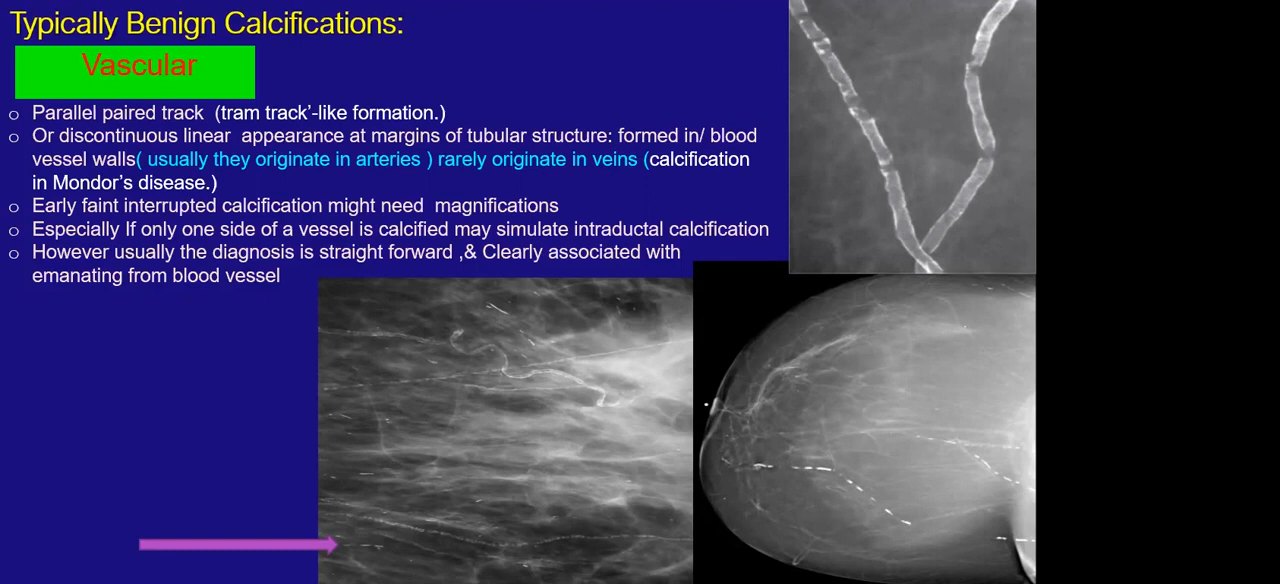 Typically Benign Calcifications:
Vascular
o Parallel paired track (tram track'-like formation.)
o Or discontinuous linear appearance at margins of tubular structure: formed in/ blood
vessel walls( usually they originate in arteries ) rarely originate in veins (calcification
in Mondor's disease.)
o Early faint interrupted calcification might need magnifications
o Especially If only one side of a vessel is calcified may simulate intraductal calcification
o However usually the diagnosis is straight forward ,& Clearly associated with
emanating from blood vessel